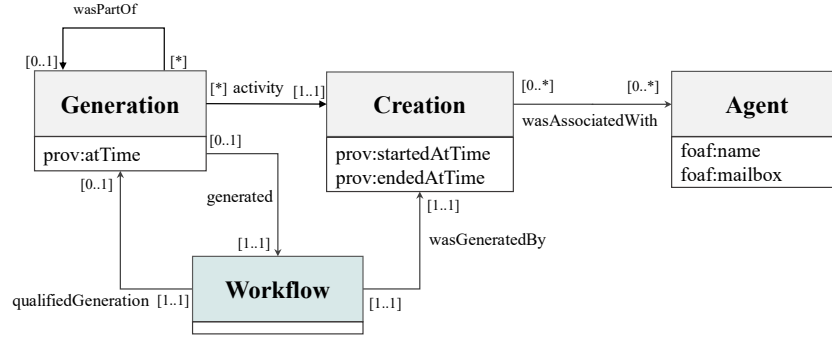 wasPartOf
[0..1]
[*]
Generation
prov:atTime
[*] activity [1..1]
Creation
prov:startedAtTime
prov:endedAtTime
[0..*]
[0..*]
wasAssociatedWith
Agent
foaf:name
foaf:mailbox
[0..1]
[0..1]
generated
[1..1]
[1..1]
wasGeneratedBy
Workflow
qualifiedGeneration [1..1]
[1..1]